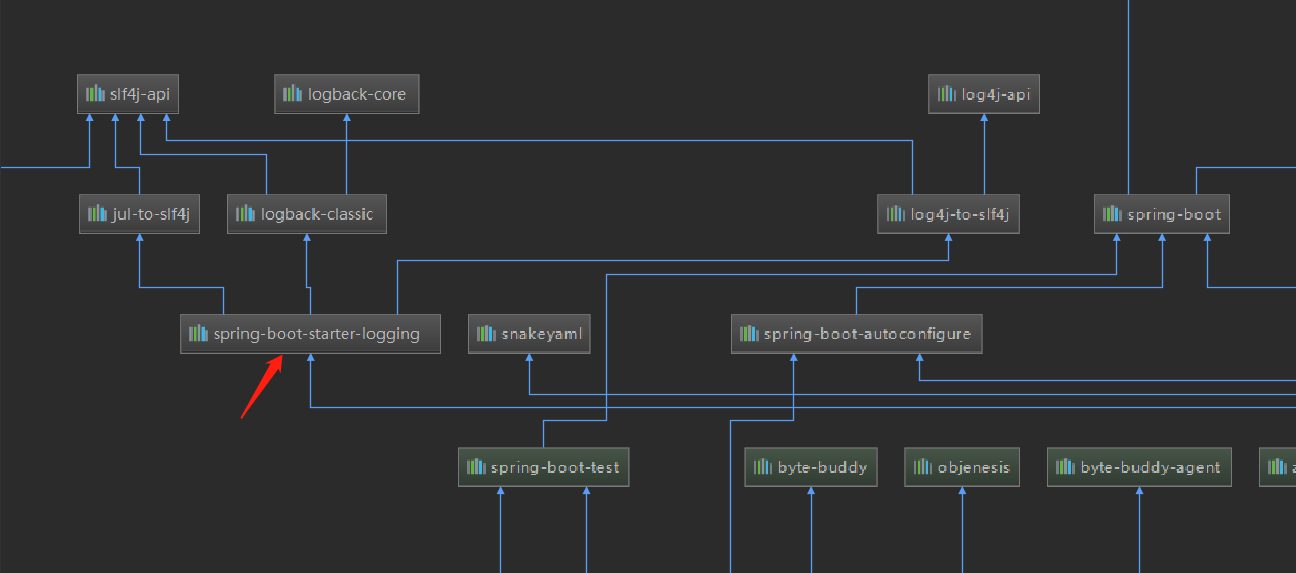 slf4j-api
logback-core
log4j-api
jul-to-slf4j
logback-classic
log4j-to-slf4j
spring-boot
spring-boot-starter-logging
snakeyaml
spring-boot-autoconfigure
spring-boot-test
byte-buddy
objenesis
byte-buddy-agent